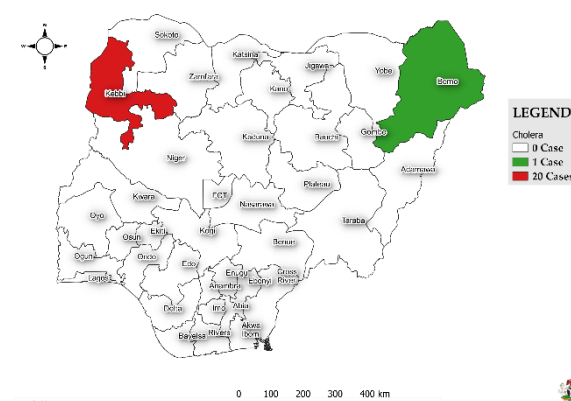 N
W E
S
Sokoto
Katsina
Jigawa
Yobe
Borno
Zamfara
Kebbi
Kano
Kaduna
Bauchi
Gombe
Adamawa
Niger
Plateau
FCT
Nasarawa
Kwara
Taraba
Oyo
Kogi
Osun
Ekiti
Benue
Ogun
Ondo
Edo
Lagos
Enugu
Ebonyi
Cross
River
Anambra
Delta
Imo
Abia
Akwa
Ibom
Bayelsa
Rivers
LEGEND
Cholera
0 Case
1 Case
20 Cases
0 100 200 300 400 km